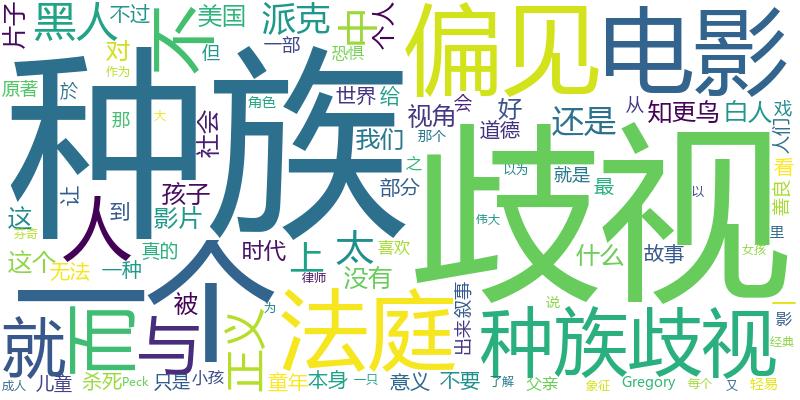 片子
黑人
不过
美国
派克
中
个人
偏见
电影
不
对
但
一部
恐惧
作为
原著
於
种族
那
角色
世界
给
视角
会
好
从
知更鸟
白人
戏
人们
社会
我们
道德
还是
歧视
大
那个
之
以为
就是
最
善良
看
让
孩子
部分
这
到
影片
人
伟大
以
里
女孩
芬奇
真的
时代
上
太
喜欢
什么
故事
这个
无法
一种
没有
律师
一个
被
为
出来
叙事
说
一
影
就
而
与
正义
法庭
种族歧视
经典
成人
儿童
杀死
Peck
只是
小孩
童年
本身
一只
意义
不要
了解
父亲
象征
Gregory
每个
又
轻易